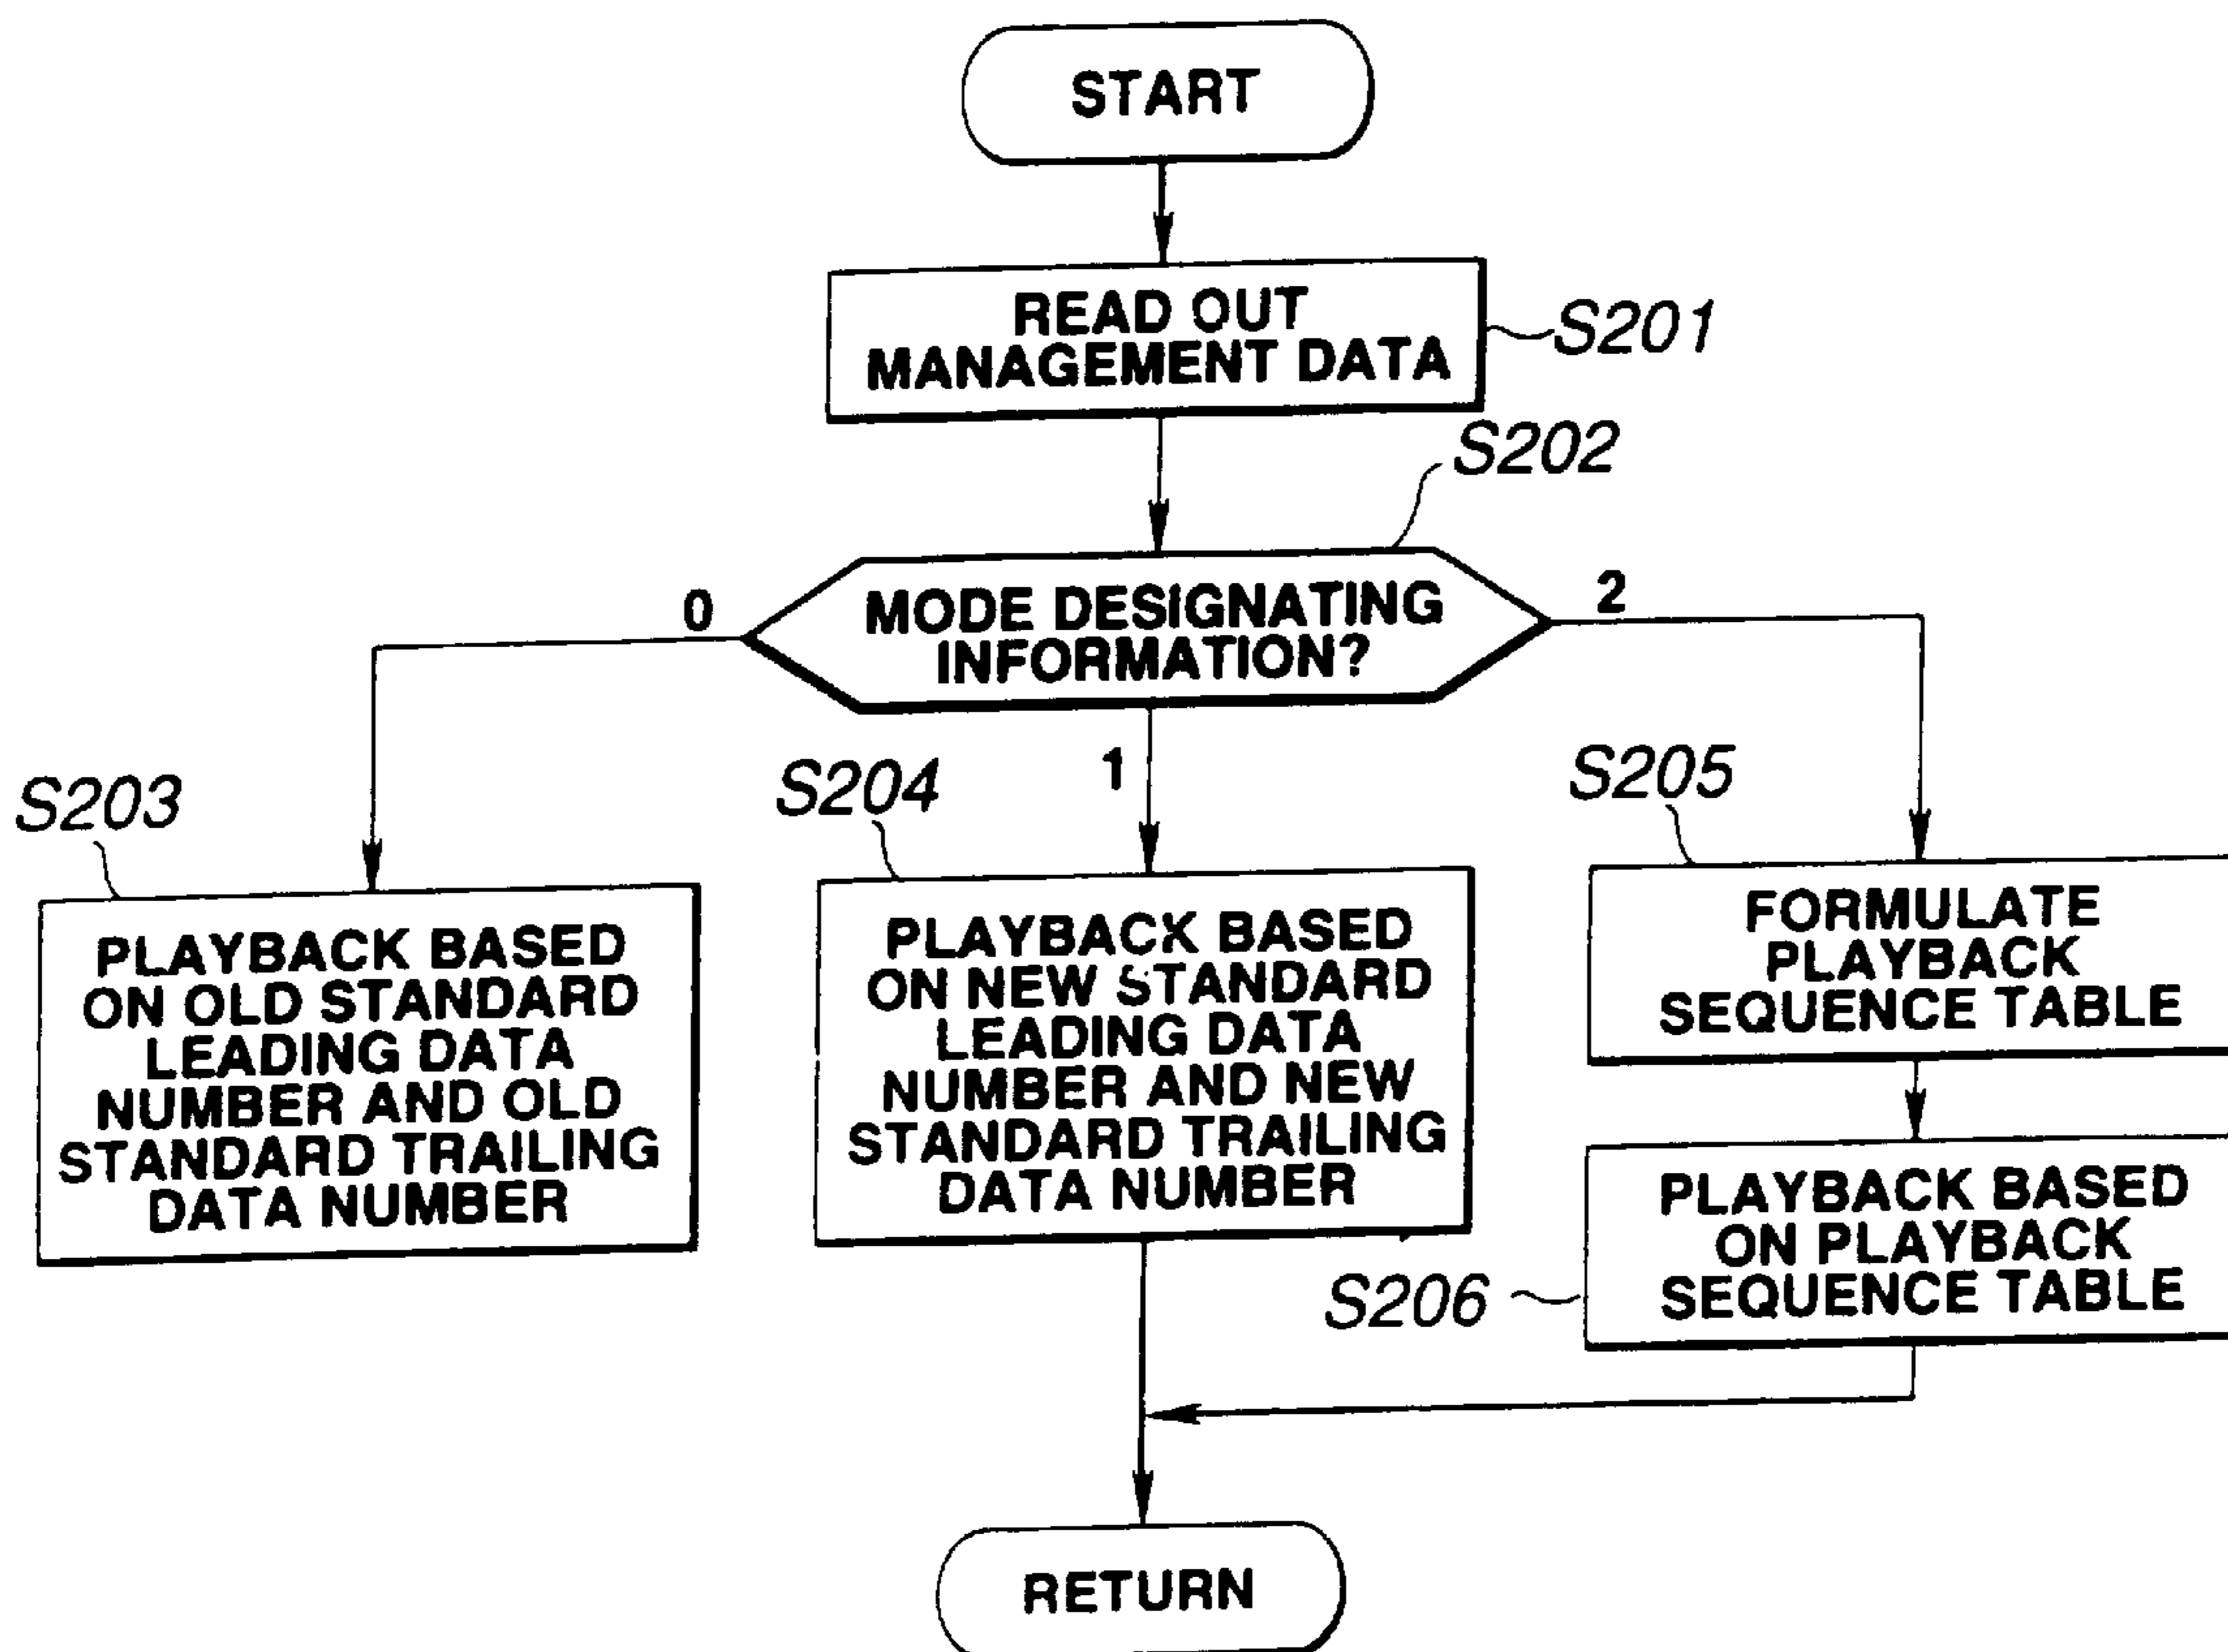 START
READ OUT
MANAGEMENT DATA
S201
S202
0
MODE DESIGNATING
INFORMATION?
2
1
S203
PLAYBACK BASED
ON OLD STANDARD
LEADING DATA
NUMBER AND OLD
STANDARD TRAILING
DATA NUMBER
S204
PLAYBACK BASED
ON NEW STANDARD
LEADING DATA
NUMBER AND NEW
STANDARD TRAILING
DATA NUMBER
S205
FORMULATE
PLAYBACK
SEQUENCE TABLE
S206
PLAYBACK BASED
ON PLAYBACK
SEQUENCE TABLE
RETURN